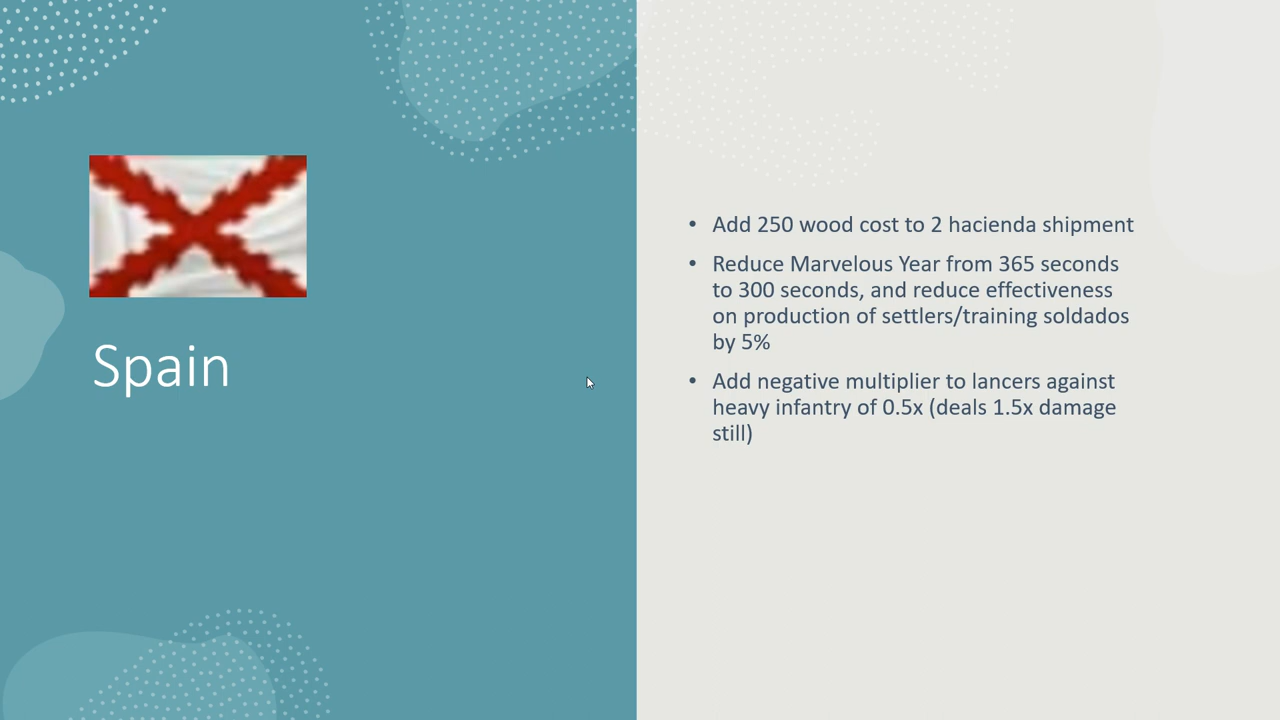 Spain
• Add 250 wood cost to 2 hacienda shipment
• Reduce Marvelous Year from 365 seconds
to 300 seconds, and reduce effectiveness
on production of settlers/training soldados
by 5%
• Add negative multiplier to lancers against
heavy infantry of 0.5x (deals 1.5x damage
still)